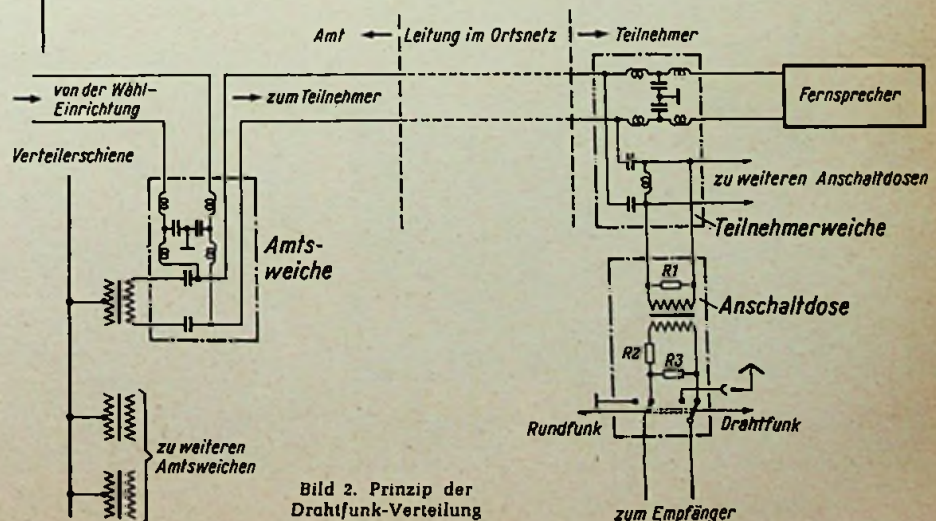 Amt
Leitung im Ortsnetz
Teilnehmer
von der Wähl-
Einrichtung
zum Teilnehmer
Fernsprecher
Verteilerschiene
zu weiteren Anschaltdosen
Teilnehmerweiche
Amts-
weiche
R1
Anschaltdose
R2
R3
Rundfunk
Drahtfunk
zu weiteren
Amtsweichen
Bild 2. Prinzip der
Drahtfunk-Verteilung
zum Empfänger